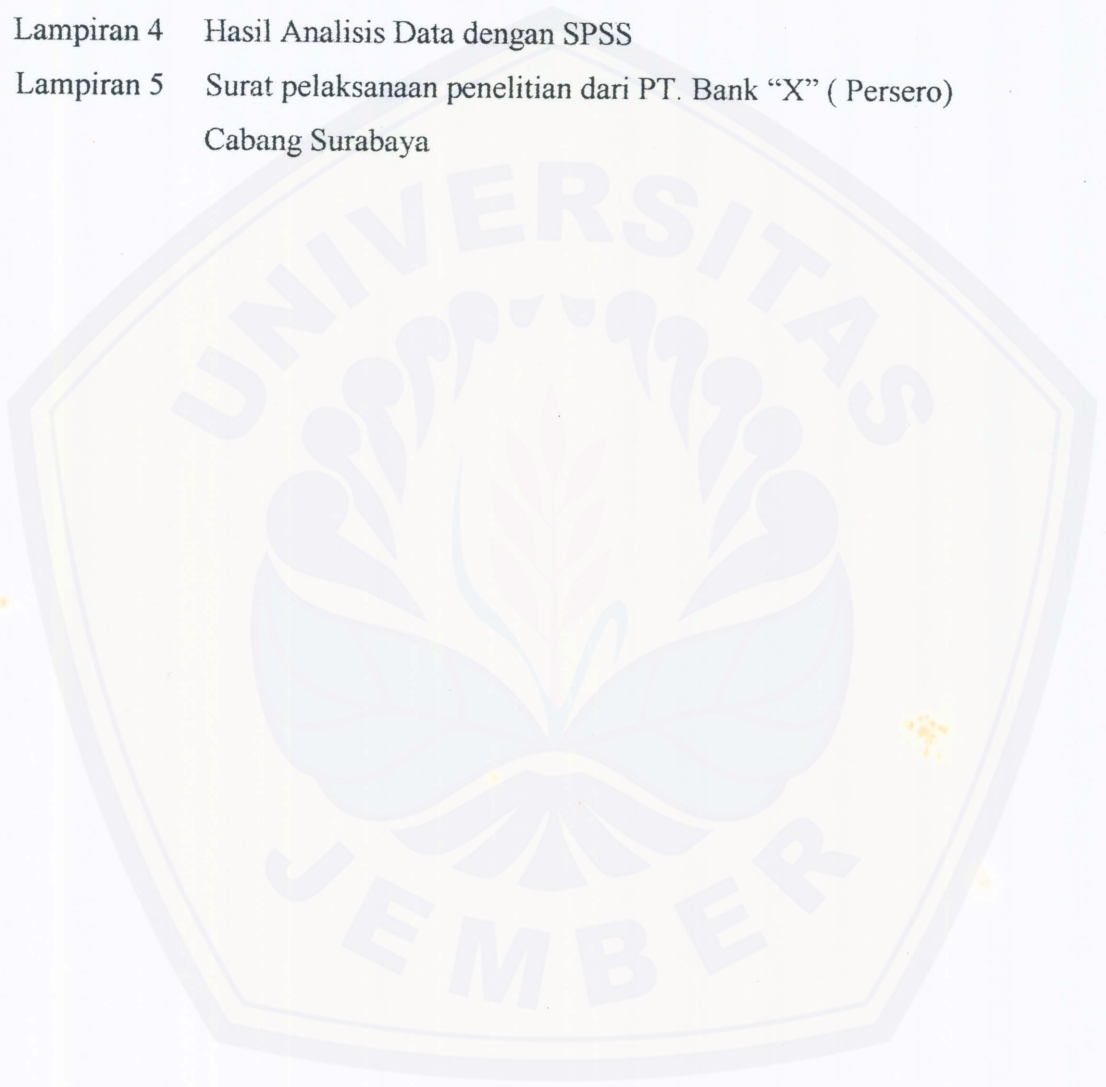 Lampiran 4 Hasil Analisis Data dengan SPSS
Lampiran 5 Surat pelaksanaan penelitian dari PT. Bank “X” ( Persero)
Cabang Surabaya
UNIVERSITAS
JEMBER